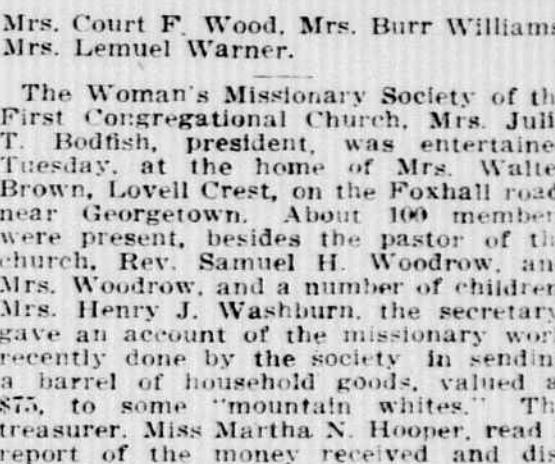 Mrs. Court F. Wood, Mrs. Burr Williams
Mrs. Lemuel Warner.
The Woman's Missionary Society of th
First Congregational Church, Mrs. Juli
T. Bodfish, president, was entertaine
Tuesday, at the home of Mrs. Walte
Brown, Lovell Crest, on the Foxhall road
near Georgetown. About 100 member
were present, besides the pastor of th
church, Rev. Samuel H. Woodrow, an
Mrs. Woodrow, and a number of children
Mrs. Henry J. Washburn, the secretary
gave an account of the missionary wor
recently done by the society in sendin
a barrel of household goods, valued a
$75, to some "mountain whites." Th
treasurer, Miss Martha N. Hooper, read
report of the money received and dis